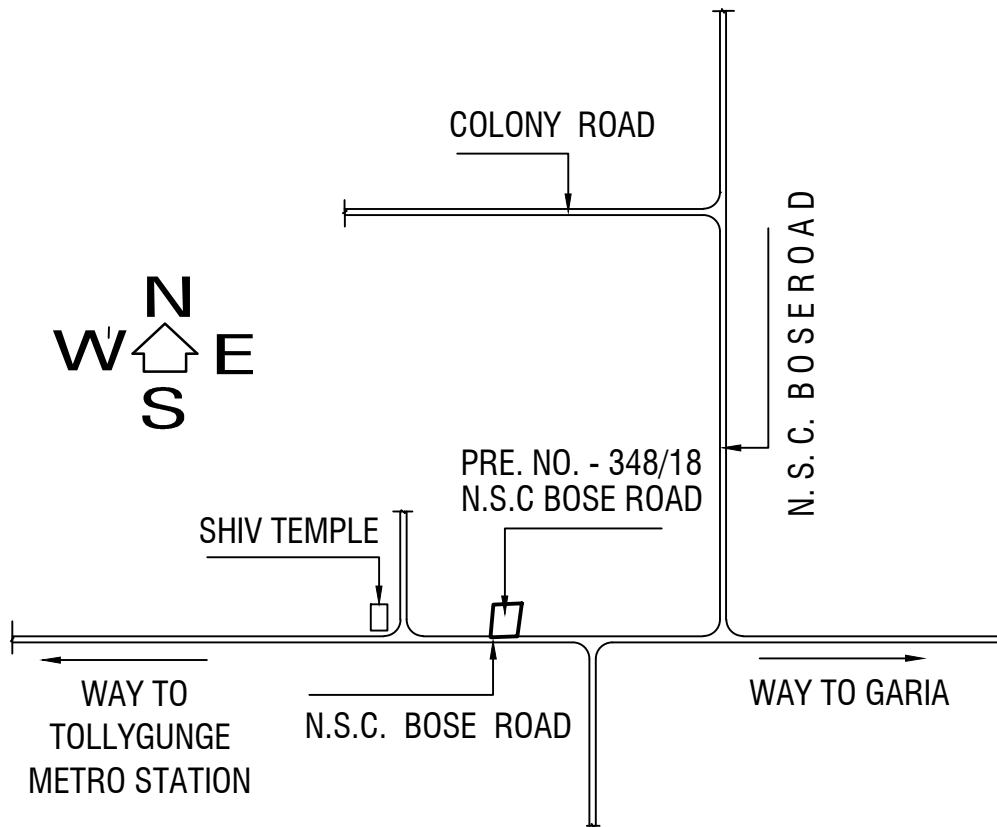 COLONY ROAD
N. S. C. BOSEROAD
N
W E
S
PRE. NO. - 348/18
N.S.C BOSE ROAD
SHIV TEMPLE
WAY TO
TOLLYGUNGE
METRO STATION
N.S.C. BOSE ROAD
WAY TO GARIA